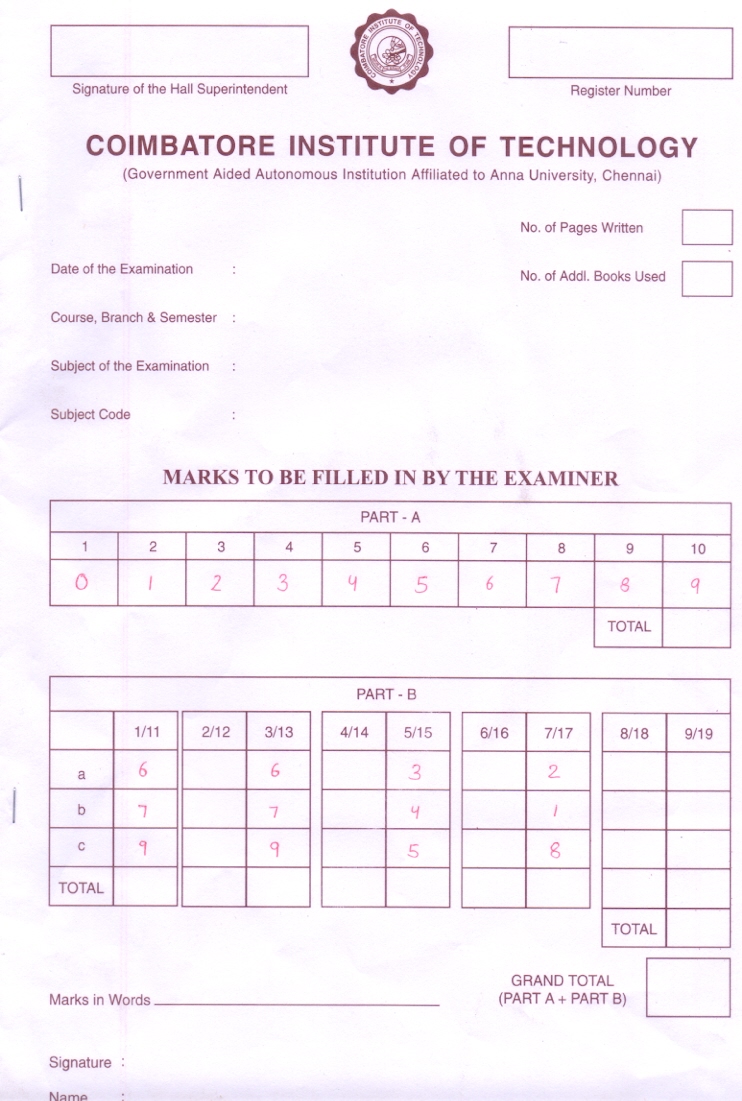 COIMBATORE INSTITUTE OF TECHNOLOGY
Signature of the Hall Superintendent
Register Number
COIMBATORE INSTITUTE OF TECHNOLOGY
(Government Aided Autonomous Institution Affiliated to Anna University, Chennai)
No. of Pages Written
Date of the Examination :
No. of Addl. Books Used
Course, Branch & Semester :
Subject of the Examination :
Subject Code :
MARKS TO BE FILLED IN BY THE EXAMINER
PART - A
1 2 3 4 5 6 7 8 9 10
0 1 2 3 4 5 6 7 8 9
TOTAL
PART - B
1/11 2/12 3/13 4/14 5/15 6/16 7/17 8/18 9/19
a 6 6 3 2
b 7 7 4 1
c 9 9 5 8
TOTAL
TOTAL
GRAND TOTAL
(PART A + PART B)
Marks in Words
Signature :
Name :